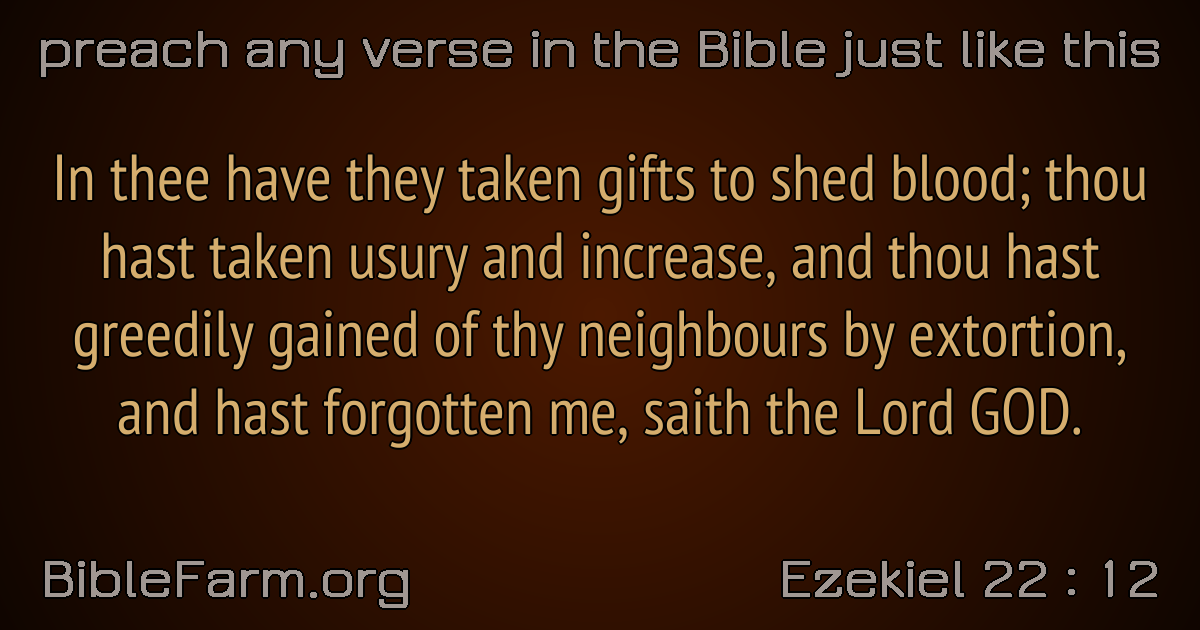 preach any verse in the Bible just like this
In thee have they taken gifts to shed blood; thou
hast taken usury and increase, and thou hast
greedily gained of thy neighbours by extortion,
and hast forgotten me, saith the Lord GOD.
BibleFarm.org
Ezekiel 22 : 12